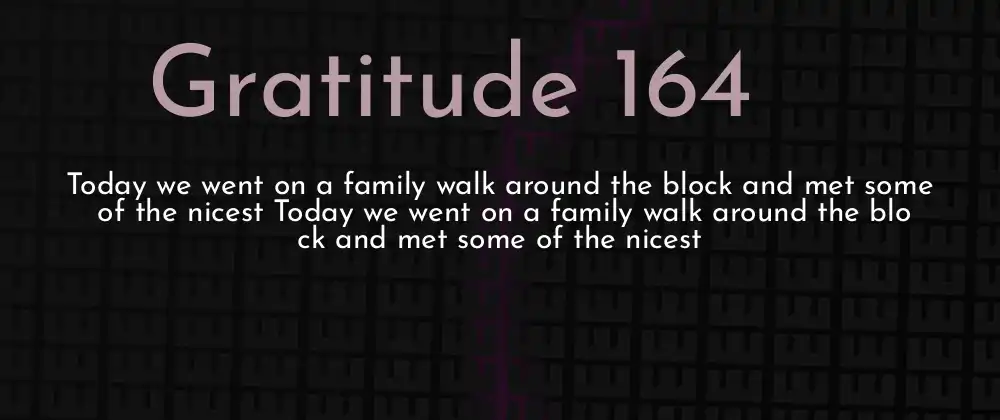 Gratitude 164
Today we went on a family walk around the block and met some
of the nicest Today we went on a family walk around the blo
ck and met some of the nicest